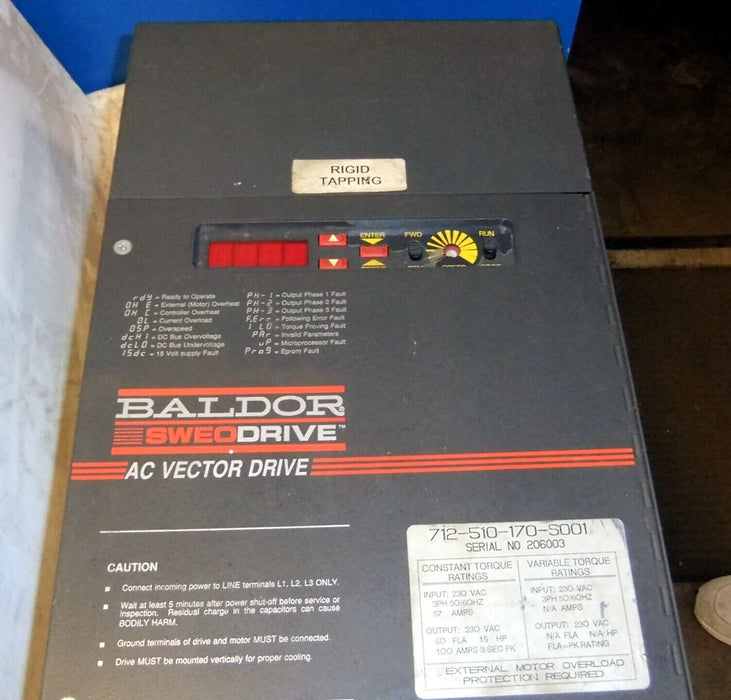 RIGID
TAPPING
ENTER
FWD
RUN
rdy = Ready to Operate
OH E = External (Motor) Overheat
OH C = Controller Overheat
OL = Current Overload
OSP = Overspeed
dcHI = DC Bus Overvoltage
dcLO = DC Bus Undervoltage
15dc = 15 Volt supply Fault
PH-1 = Output Phase 1 Fault
PH-2 = Output Phase 2 Fault
PH-3 = Output Phase 3 Fault
F.Err = Following Error Fault
1 LO = Torque Proving Fault
PAr = Invalid Parameters
uP = Microprocessor Fault
Prog = Eprom Fault
BALDOR
SWEODRIVE™
AC VECTOR DRIVE
CAUTION
Connect incoming power to LINE terminals L1, L2, L3 ONLY.
Wait at least 5 minutes after power shut-off before service or
inspection. Residual charge in the capacitors can cause
BODILY HARM.
Ground terminals of drive and motor MUST be connected.
Drive MUST be mounted vertically for proper cooling.
712-510-170-SD01
SERIAL NO 206003
CONSTANT TORQUE
RATINGS
INPUT: 230 VAC
3PH 50/60HZ
57 AMPS
OUTPUT: 230 VAC
50 FLA 15 HP
100 AMPS 3 SEC PK
VARIABLE TORQUE
RATINGS
INPUT: 230 VAC
3PH 50/60HZ
N/A AMPS
OUTPUT: 230 VAC
N/A FLA N/A HP
FLA=PK RATING
EXTERNAL MOTOR OVERLOAD
PROTECTION REQUIRED